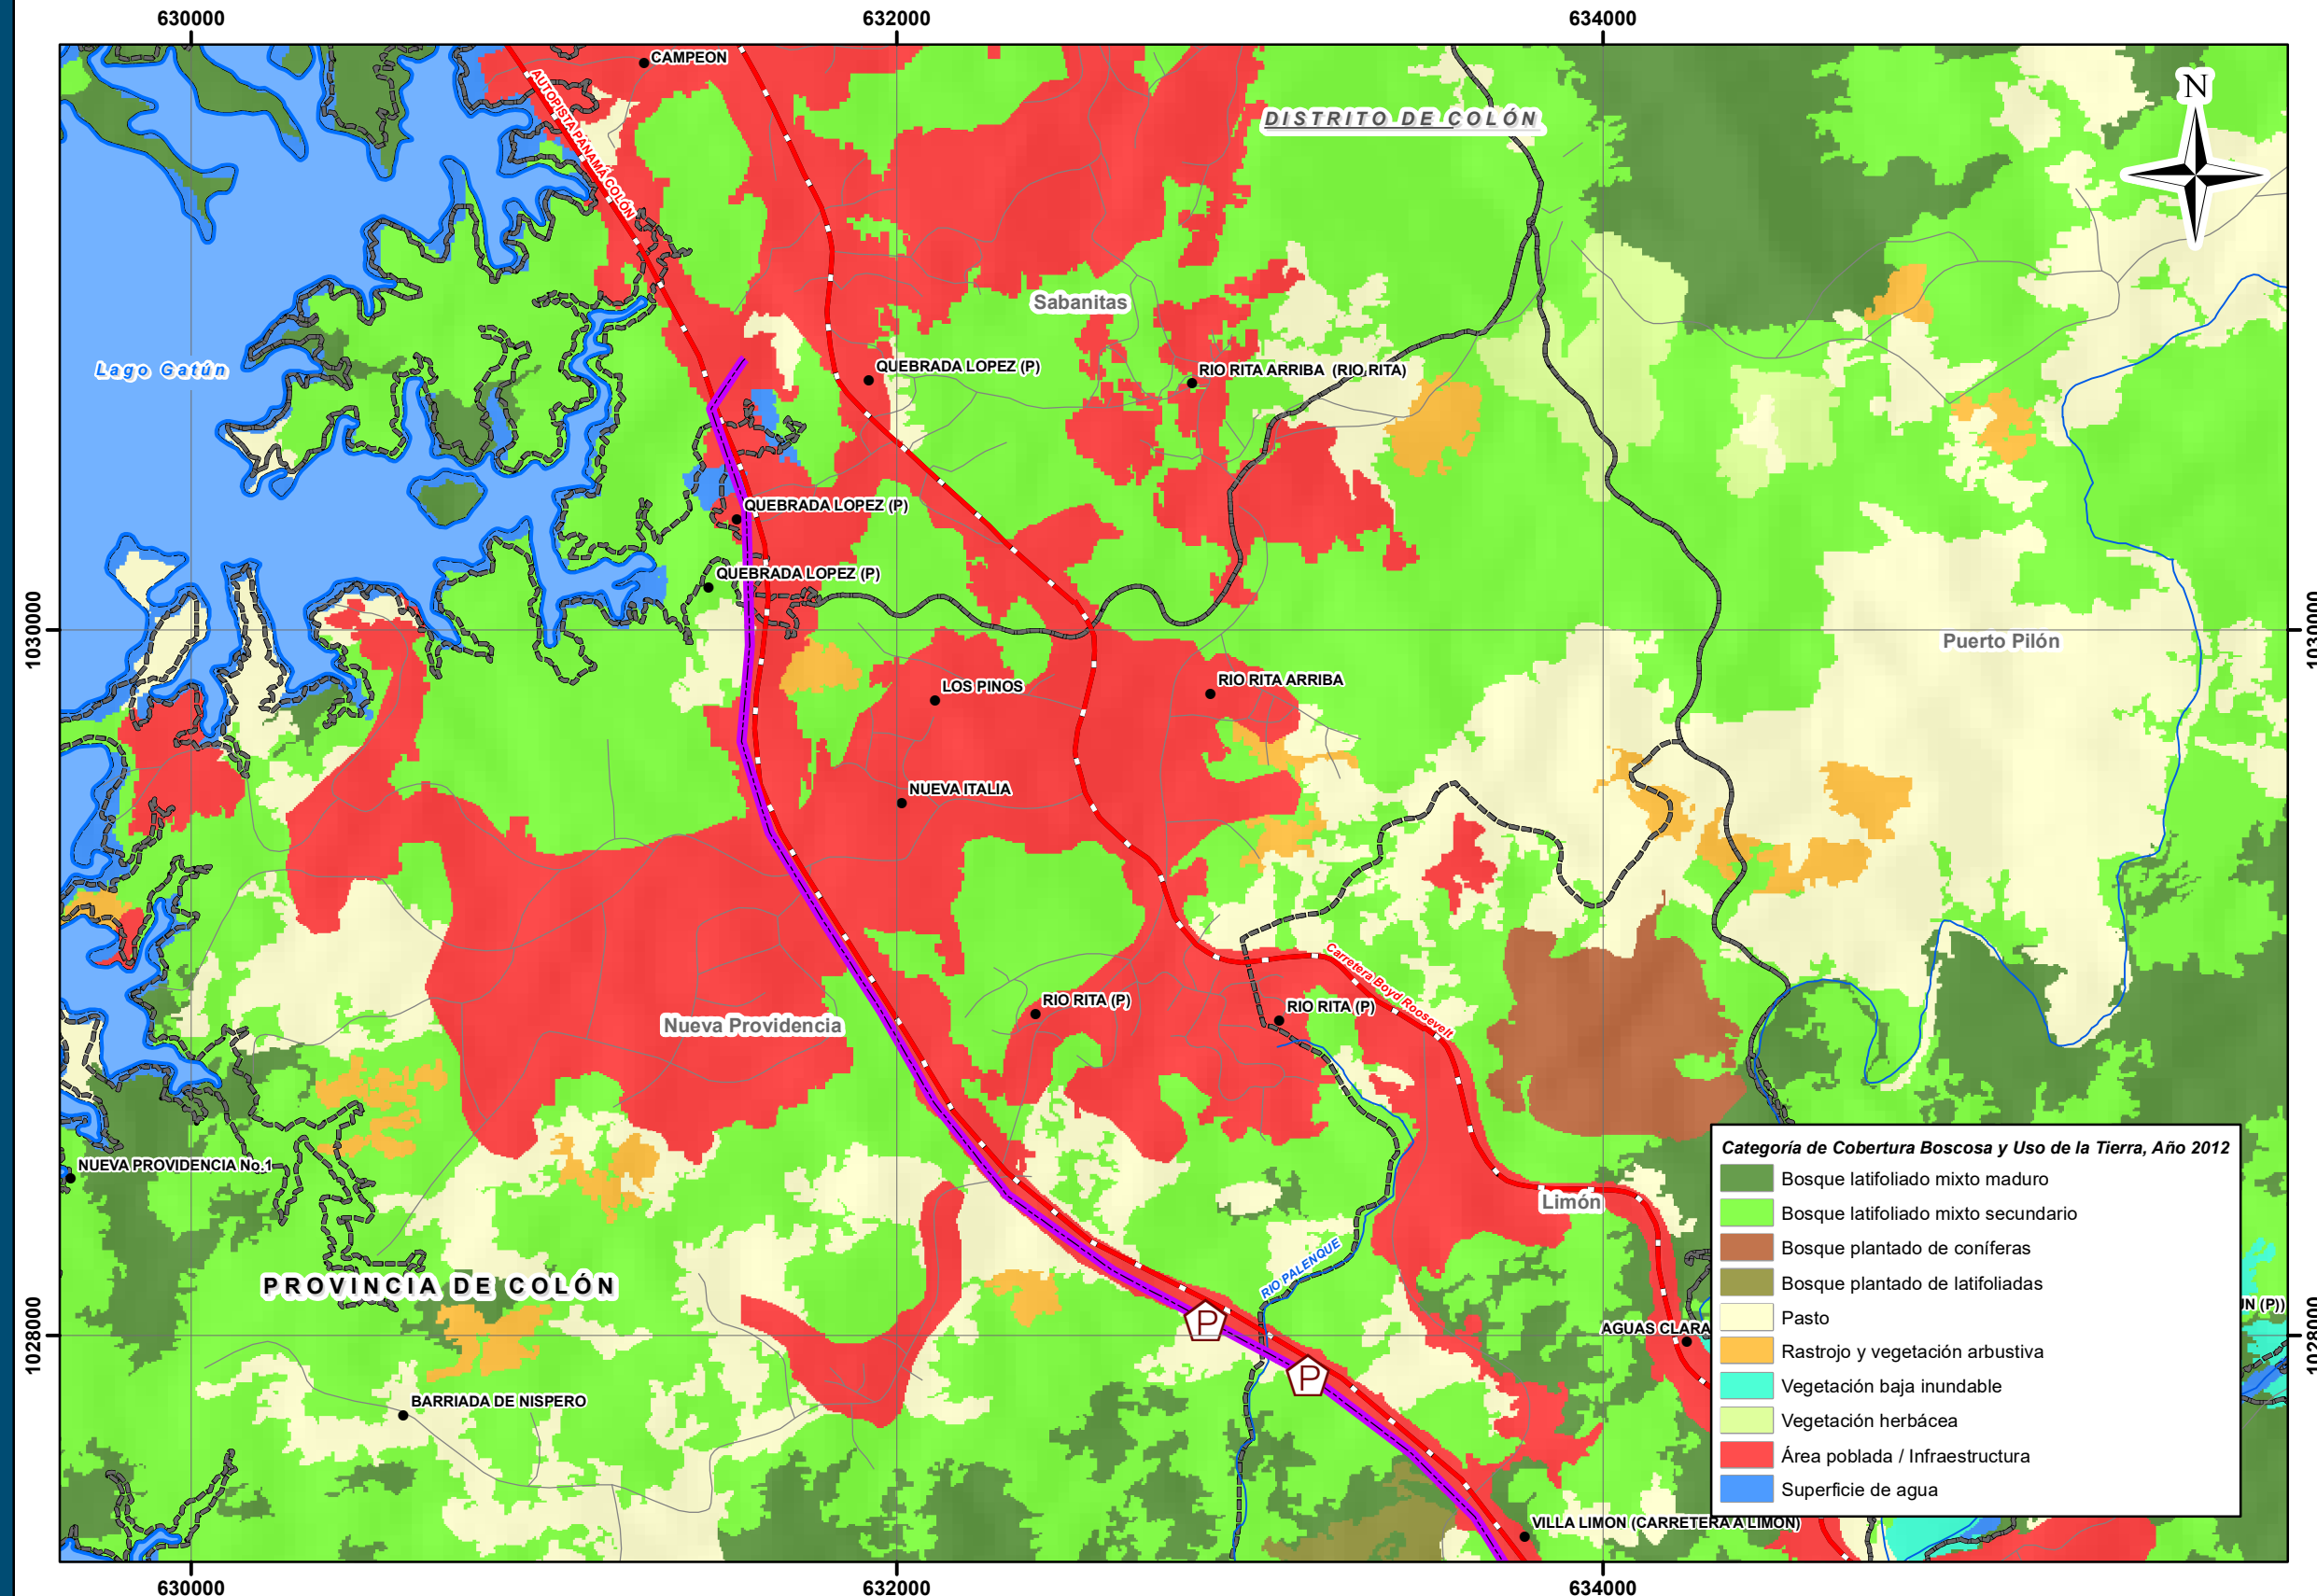 630000
632000
634000
N
CAMPEON
AUTOPISTA PANAMÁ COLÓN
DISTRITO DE COLÓN
Sabanitas
Lago Gatún
QUEBRADA LOPEZ (P)
RIO RITA ARRIBA (RIO RITA)
QUEBRADA LOPEZ (P)
QUEBRADA LOPEZ (P)
1030000
1030000
Puerto Pilón
LOS PINOS
RIO RITA ARRIBA
NUEVA ITALIA
Carretera Boyd Roosevelt
RIO RITA (P)
RIO RITA (P)
Nueva Providencia
NUEVA PROVIDENCIA No.1
Limón
RIO PALENQUE
PROVINCIA DE COLÓN
P
P
1028000
1028000
AGUAS CLARA
UN (P))
BARRIADA DE NISPERO
VILLA LIMON (CARRETERA A LIMON)
Categoría de Cobertura Boscosa y Uso de la Tierra, Año 2012
Bosque latifoliado mixto maduro
Bosque latifoliado mixto secundario
Bosque plantado de coníferas
Bosque plantado de latifoliadas
Pasto
Rastrojo y vegetación arbustiva
Vegetación baja inundable
Vegetación herbácea
Área poblada / Infraestructura
Superficie de agua
630000
632000
634000